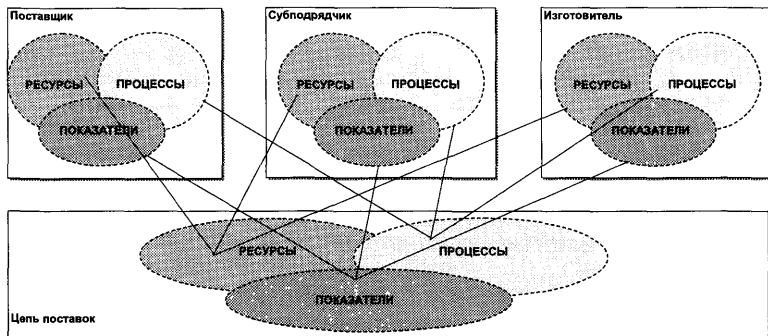 Поставщик
РЕСУРСЫ
ПРОЦЕССЫ
ПОКАЗАТЕЛИ
Субподрядчик
РЕСУРСЫ
ПРОЦЕССЫ
ПОКАЗАТЕЛИ
Изготовитель
РЕСУРСЫ
ПРОЦЕССЫ
ПОКАЗАТЕЛИ
РЕСУРСЫ
ПРОЦЕССЫ
ПОКАЗАТЕЛИ
Цепь поставок